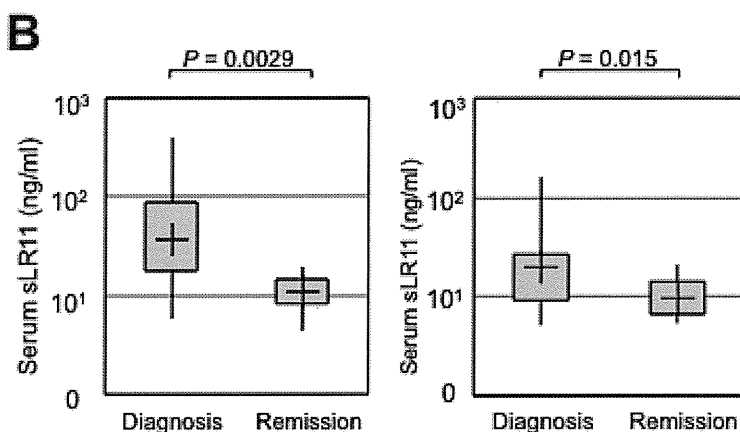 B
P = 0.0029
P = 0.015
Serum sLR11 (ng/ml)
10³
10²
10¹
0
Diagnosis Remission
Serum sLR11 (ng/ml)
10³
10²
10¹
0
Diagnosis Remission